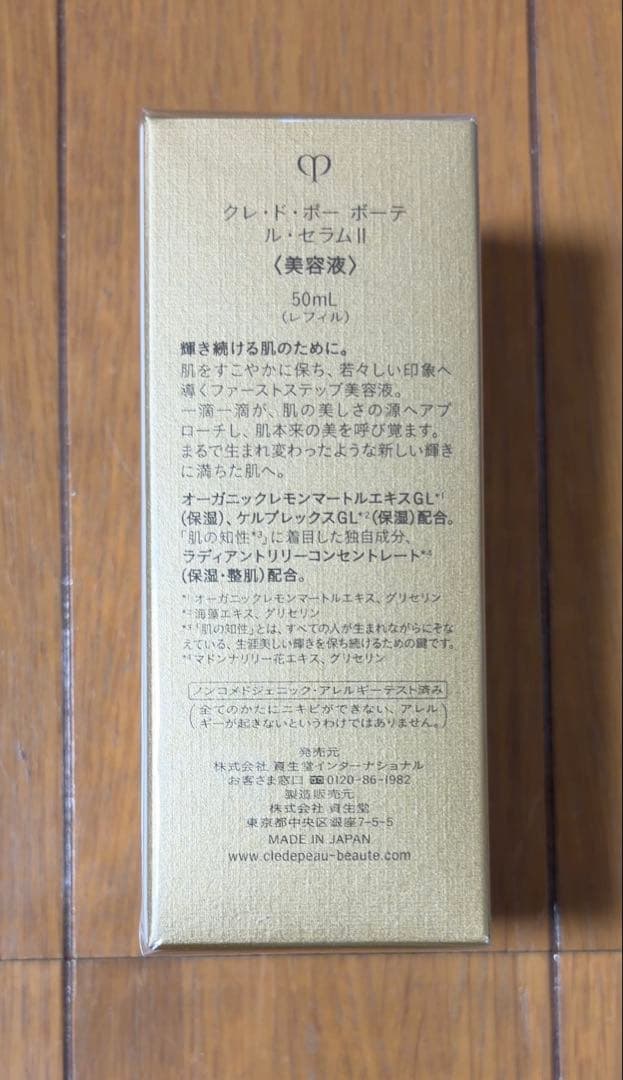 クレ・ド・ポー ボーテ
ル・セラムII
〈美容液〉
50mL
(レフィル)
輝き続ける肌のために。
肌をすこやかに保ち、若々しい印象へ
導くファーストステップ美容液。
一滴一滴が、肌の美しさの源へアプ
ローチし、肌本来の美を呼び覚ます。
まるで生まれ変わったような新しい輝き
に満ちた肌へ。
オーガニックレモンマートルエキスGL*1
(保湿)、ケルブレックスGL*2(保湿)配合。
「肌の知性*3」に着目した独自成分、
ラディアントリリーコンセントレート*4
(保湿・整肌)配合。
*1 オーガニックレモンマートルエキス、グリセリン
*2 海藻エキス、グリセリン
*3 「肌の知性」とは、すべての人が生まれながらにそな
えている、生涯美しい輝きを保ち続けるための鍵です。
*4 マドンナリリー花エキス、グリセリン
ノンコメドジェニック・アレルギーテスト済み
(全てのかたにニキビができない、アレル
ギーが起きないというわけではありません。)
発売元
株式会社 資生堂インターナショナル
お客さま窓口 0120-86-1982
製造販売元
株式会社 資生堂
東京都中央区銀座7-5-5
MADE IN JAPAN
www.cledepeau-beaute.com